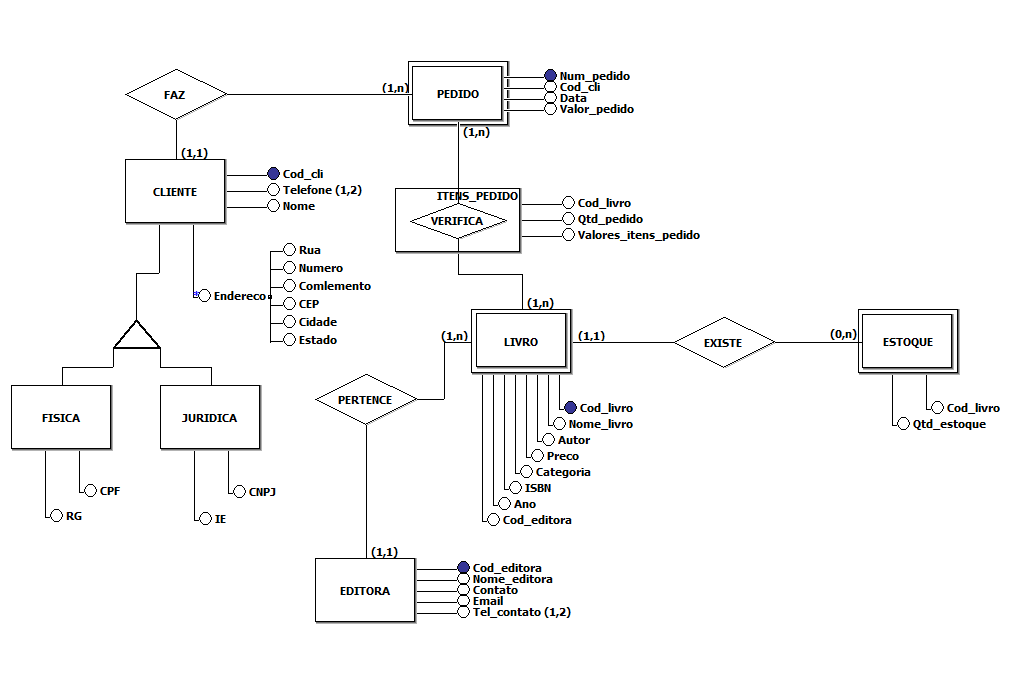 FAZ
(1,n)
PEDIDO
Num_pedido
Cod_cli
Data
Valor_pedido
(1,n)
(1,1)
CLIENTE
Cod_cli
Telefone (1,2)
Nome
ITENS_PEDIDO
VERIFICA
Cod_livro
Qtd_pedido
Valores_itens_pedido
Endereco
Rua
Numero
Comlemento
CEP
Cidade
Estado
(1,n)
(1,n)
LIVRO
(1,1)
EXISTE
(0,n)
ESTOQUE
Cod_livro
Qtd_estoque
PERTENCE
Cod_livro
Nome_livro
Autor
Preco
Categoria
ISBN
Ano
Cod_editora
FISICA
JURIDICA
CPF
RG
CNPJ
IE
(1,1)
EDITORA
Cod_editora
Nome_editora
Contato
Email
Tel_contato (1,2)